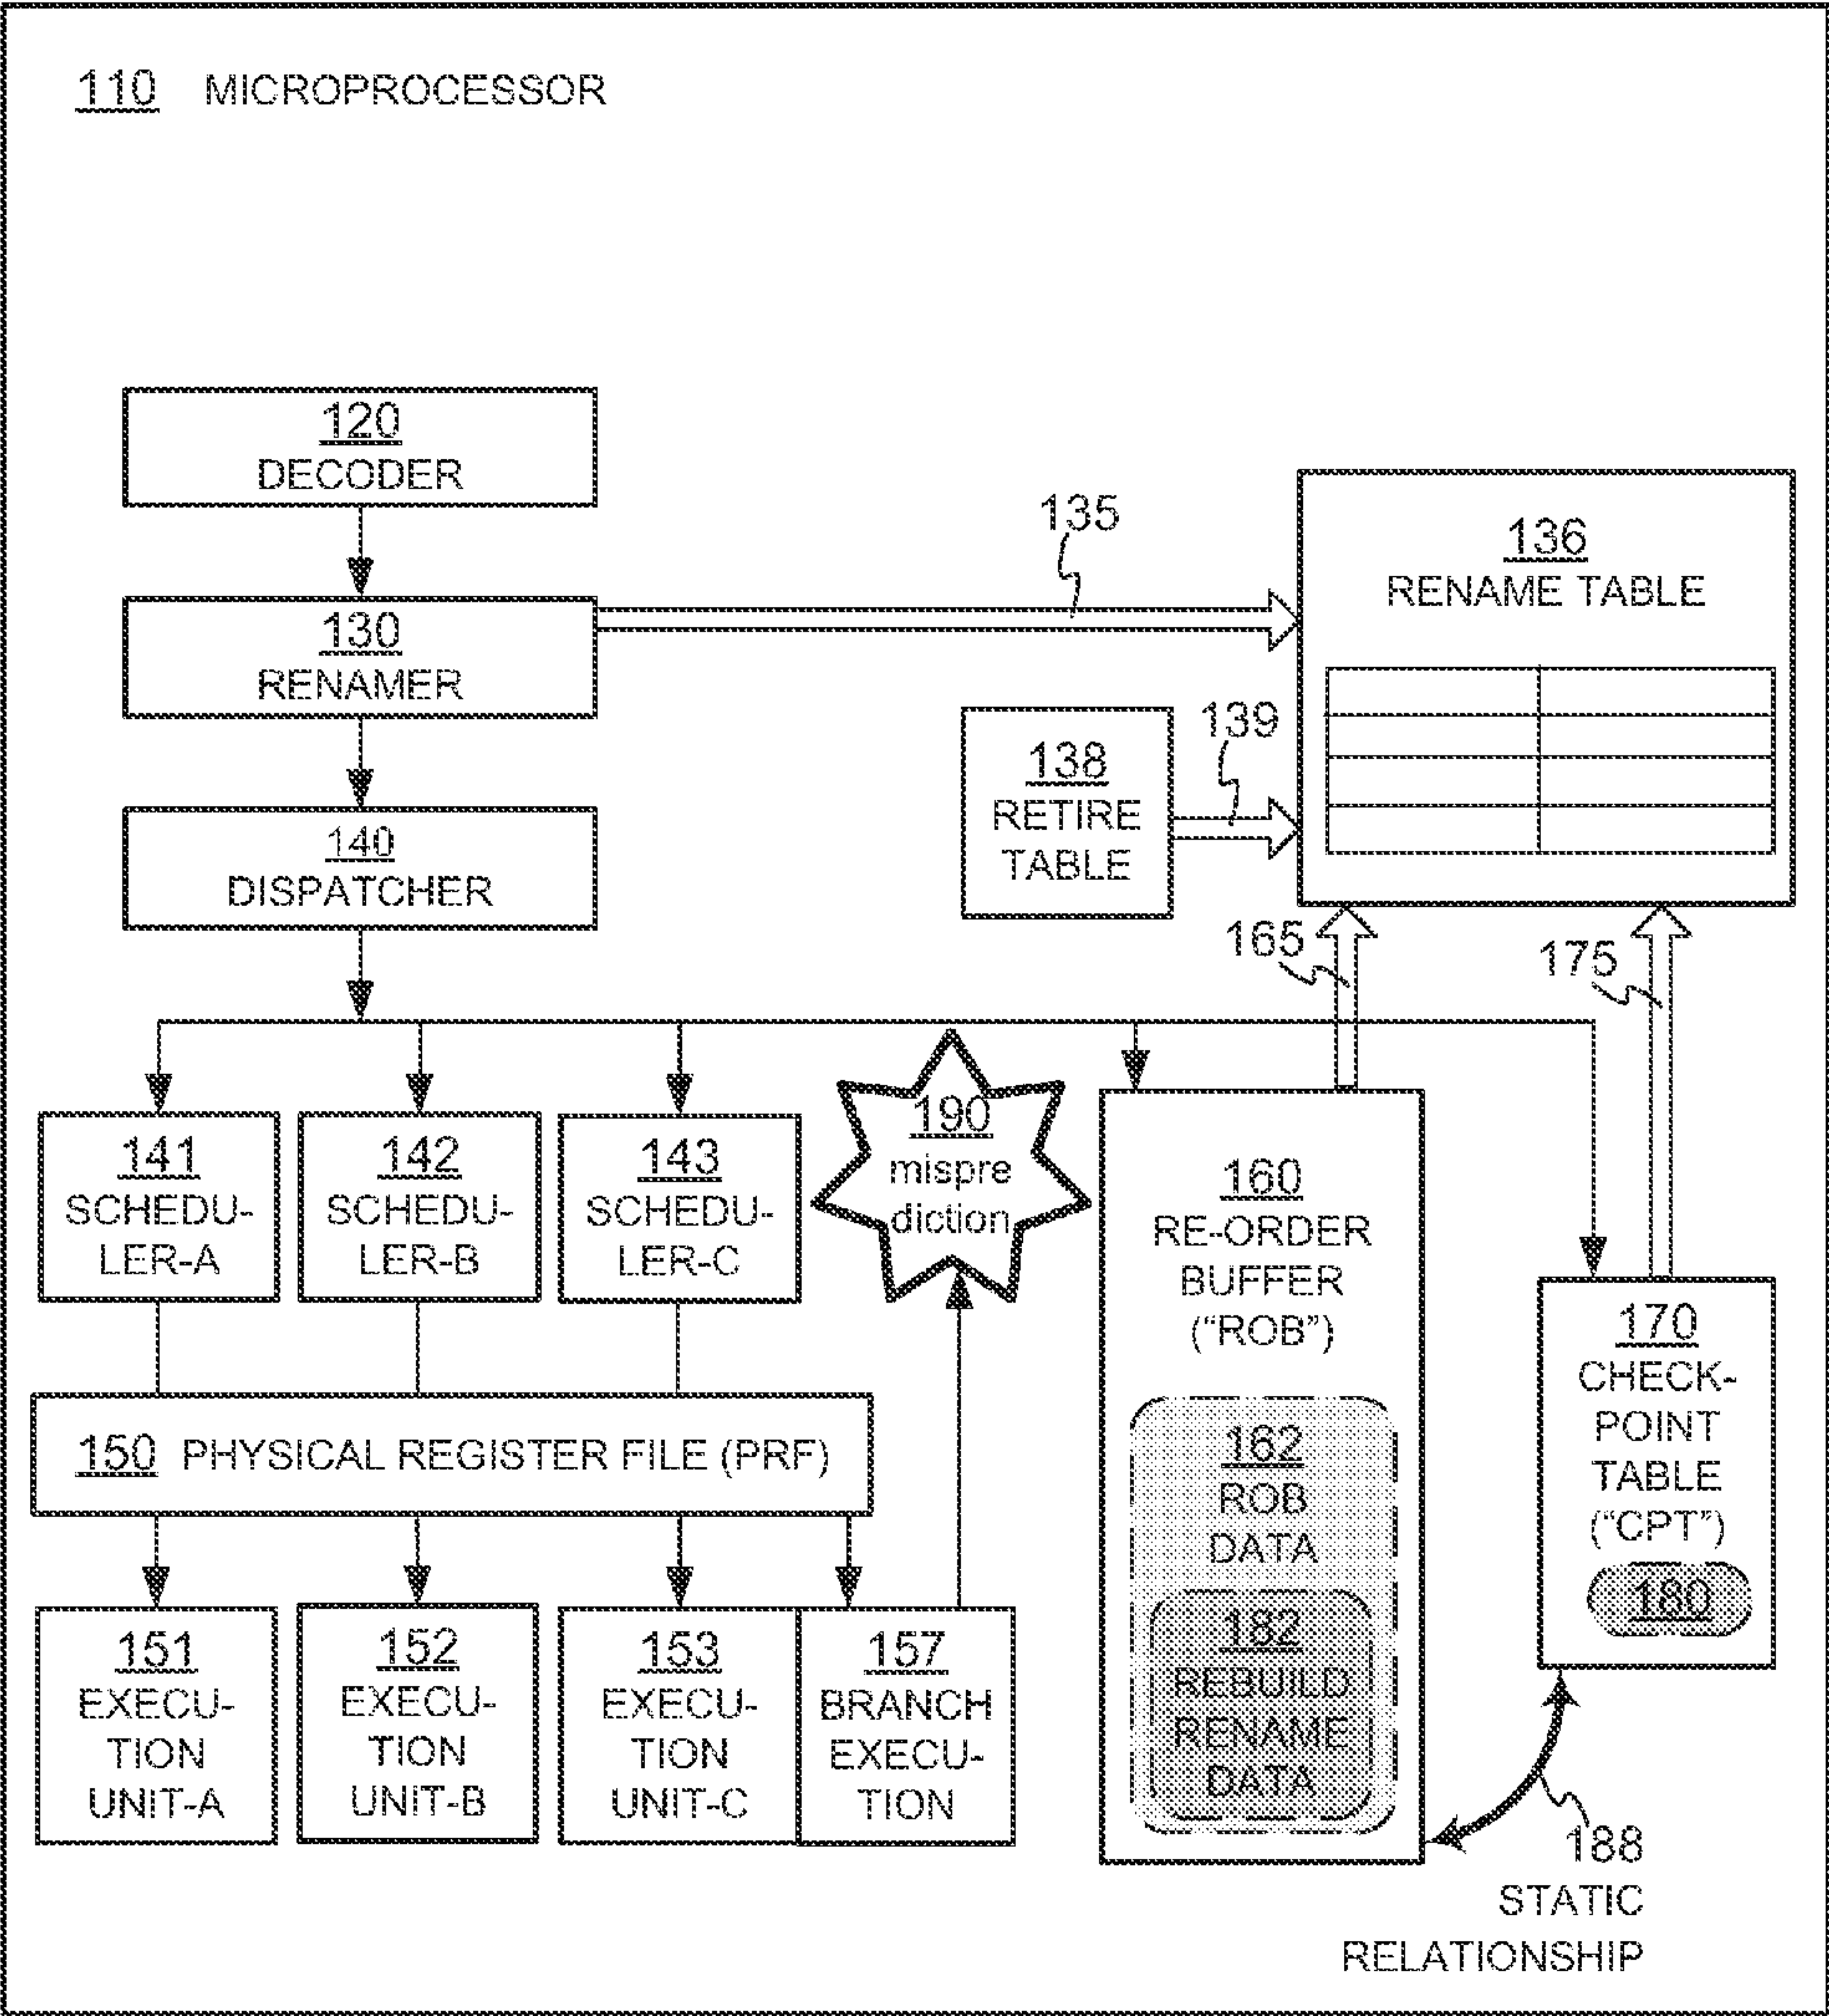 110 MICROPROCESSOR
120
DECODER
135
136
RENAME TABLE
130
RENAMER
139
138
RETIRE
TABLE
140
DISPATCHER
165
175
190
mispre
diction
141
SCHEDU-
LER-A
142
SCHEDU-
LER-B
143
SCHEDU-
LER-C
160
RE-ORDER
BUFFER
("ROB")
170
CHECK-
POINT
TABLE
("CPT")
180
150 PHYSICAL REGISTER FILE (PRF)
162
ROB
DATA
182
REBUILD
RENAME
DATA
151
EXECU-
TION
UNIT-A
152
EXECU-
TION
UNIT-B
153
EXECU-
TION
UNIT-C
157
BRANCH
EXECU-
TION
188
STATIC
RELATIONSHIP